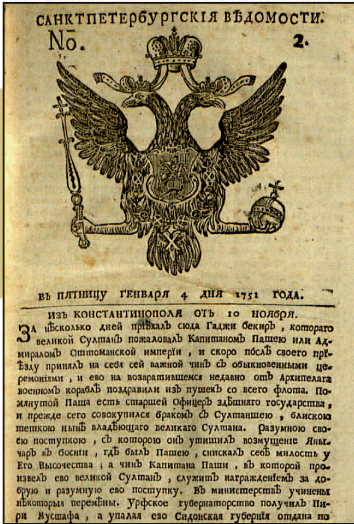 САНКТПЕТЕРБУРГСКІЯ ВѢДОМОСТИ.
No. 2.
ВЪ ПЯТНИЦУ ГЕНВАРЯ 4 ДНЯ 1751 ГОДА.
ИЗЪ КОНСТАНТИНОПОЛЯ ОТЪ 10 НОЯБРЯ.
ЗА нѣсколько дней пріѣхалъ сюда Гаджи бекиръ, котораго
великой Султанъ пожаловалъ Капитаномъ Пашею или Ад-
мираломъ Оттоманской имперіи, и скоро послѣ своего прі-
ѣзду принялъ на себя сей важной чинъ съ обыкновенными це-
ремоніями, и его на возвратившемся недавно отъ Архипелага
военномъ кораблѣ поздравили изъ пушекъ со всего флота. По-
мянутой Паша есть старшей Офицеръ здѣшняго государства,
и прежде сего совокупился бракомъ съ Султаншею, блискою
теткою нынѣ владѣющаго великаго Султана. Разумною сво-
ею поступкою, съ которою онъ утишилъ возмущеніе Яны-
чаръ въ босніи, гдѣ былъ Пашею, снискалъ себѣ милость у
Его Высочества; а чинъ Капитана Паши, въ которой про-
извелъ его великой Султанъ, служитъ награжденіемъ за до-
брую и разумную его поступку. Въ министерствѣ учинены
нѣкоторыя перемѣны. Урфское губернаторство получилъ Пи-
ри Мустафа, а упалая его Сидонская губернія отдана по